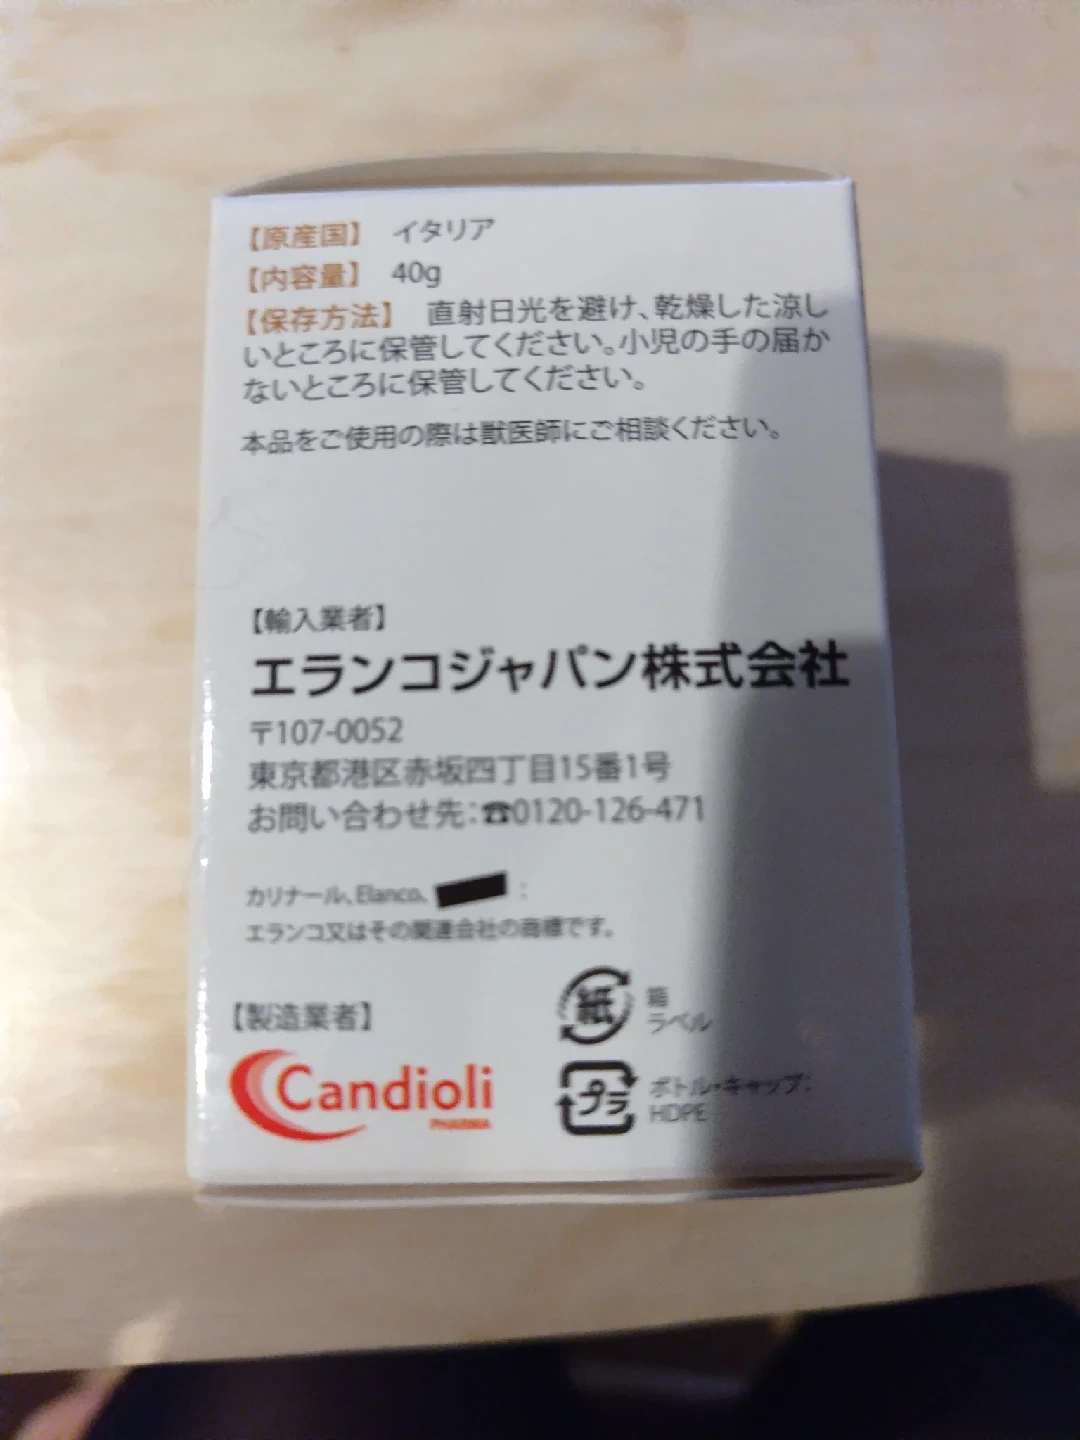 【原産国】 イタリア
【内容量】 40g
【保存方法】 直射日光を避け、乾燥した涼し
いところに保管してください。小児の手の届か
ないところに保管してください。
本品をご使用の際は獣医師にご相談ください。
【輸入業者】
エランコジャパン株式会社
〒107-0052
東京都港区赤坂四丁目15番1号
お問い合わせ先:☎0120-126-471
カリナール、Elanco、 :
エランコ又はその関連会社の商標です。
【製造業者】
Candioli
PHARMA
紙 箱
ラベル
プラ ボトル・キャップ:
HDPE